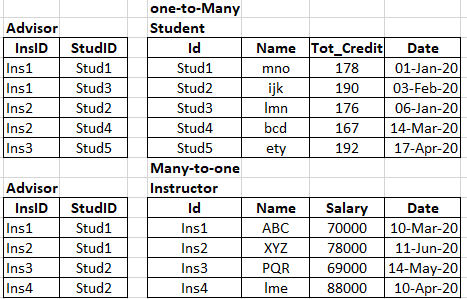 one-to-Many
Advisor Student
InsID StudID Id Name Tot_Credit Date
Ins1 Stud1 Stud1 mno 178 01-Jan-20
Ins1 Stud3 Stud2 ijk 190 03-Feb-20
Ins2 Stud2 Stud3 lmn 176 06-Jan-20
Ins2 Stud4 Stud4 bcd 167 14-Mar-20
Ins3 Stud5 Stud5 ety 192 17-Apr-20
Many-to-one
Advisor Instructor
InsID StudID Id Name Salary Date
Ins1 Stud1 Ins1 ABC 70000 10-Mar-20
Ins2 Stud1 Ins2 XYZ 78000 11-Jun-20
Ins3 Stud2 Ins3 PQR 69000 14-May-20
Ins4 Stud2 Ins4 lme 88000 10-Apr-20